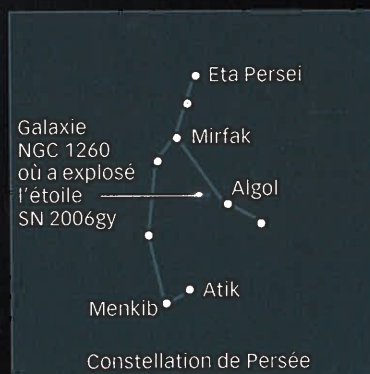 Eta Persei
Mirfak
Galaxie
NGC 1260
où a explosé
l'étoile
SN 2006gy
Algol
Atik
Menkib
Constellation de Persée